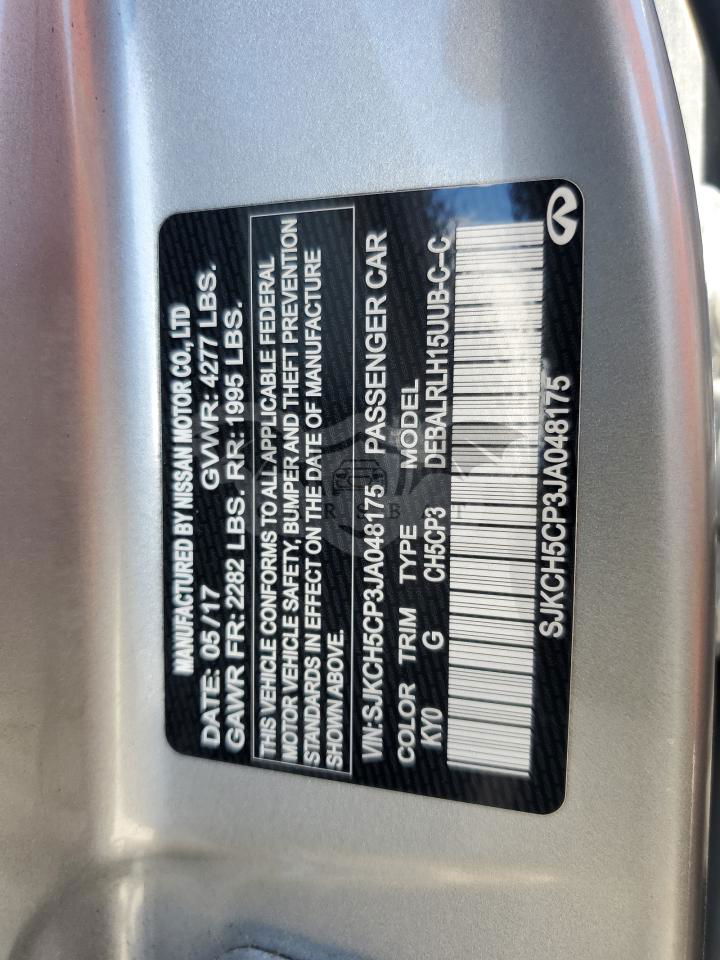 MANUFACTURED BY NISSAN MOTOR CO., LTD
DATE: 05/17 GVWR: 4277 LBS.
GAWR FR: 2282 LBS. RR: 1995 LBS.
THIS VEHICLE CONFORMS TO ALL APPLICABLE FEDERAL
MOTOR VEHICLE SAFETY, BUMPER AND THEFT PREVENTION
STANDARDS IN EFFECT ON THE DATE OF MANUFACTURE
SHOWN ABOVE.
VIN:SJKCH5CP3JA048175 PASSENGER CAR
COLOR TRIM TYPE MODEL
KY0 G CH5CP3 DEBALRLH15UUB-C-C
SJKCH5CP3JA048175